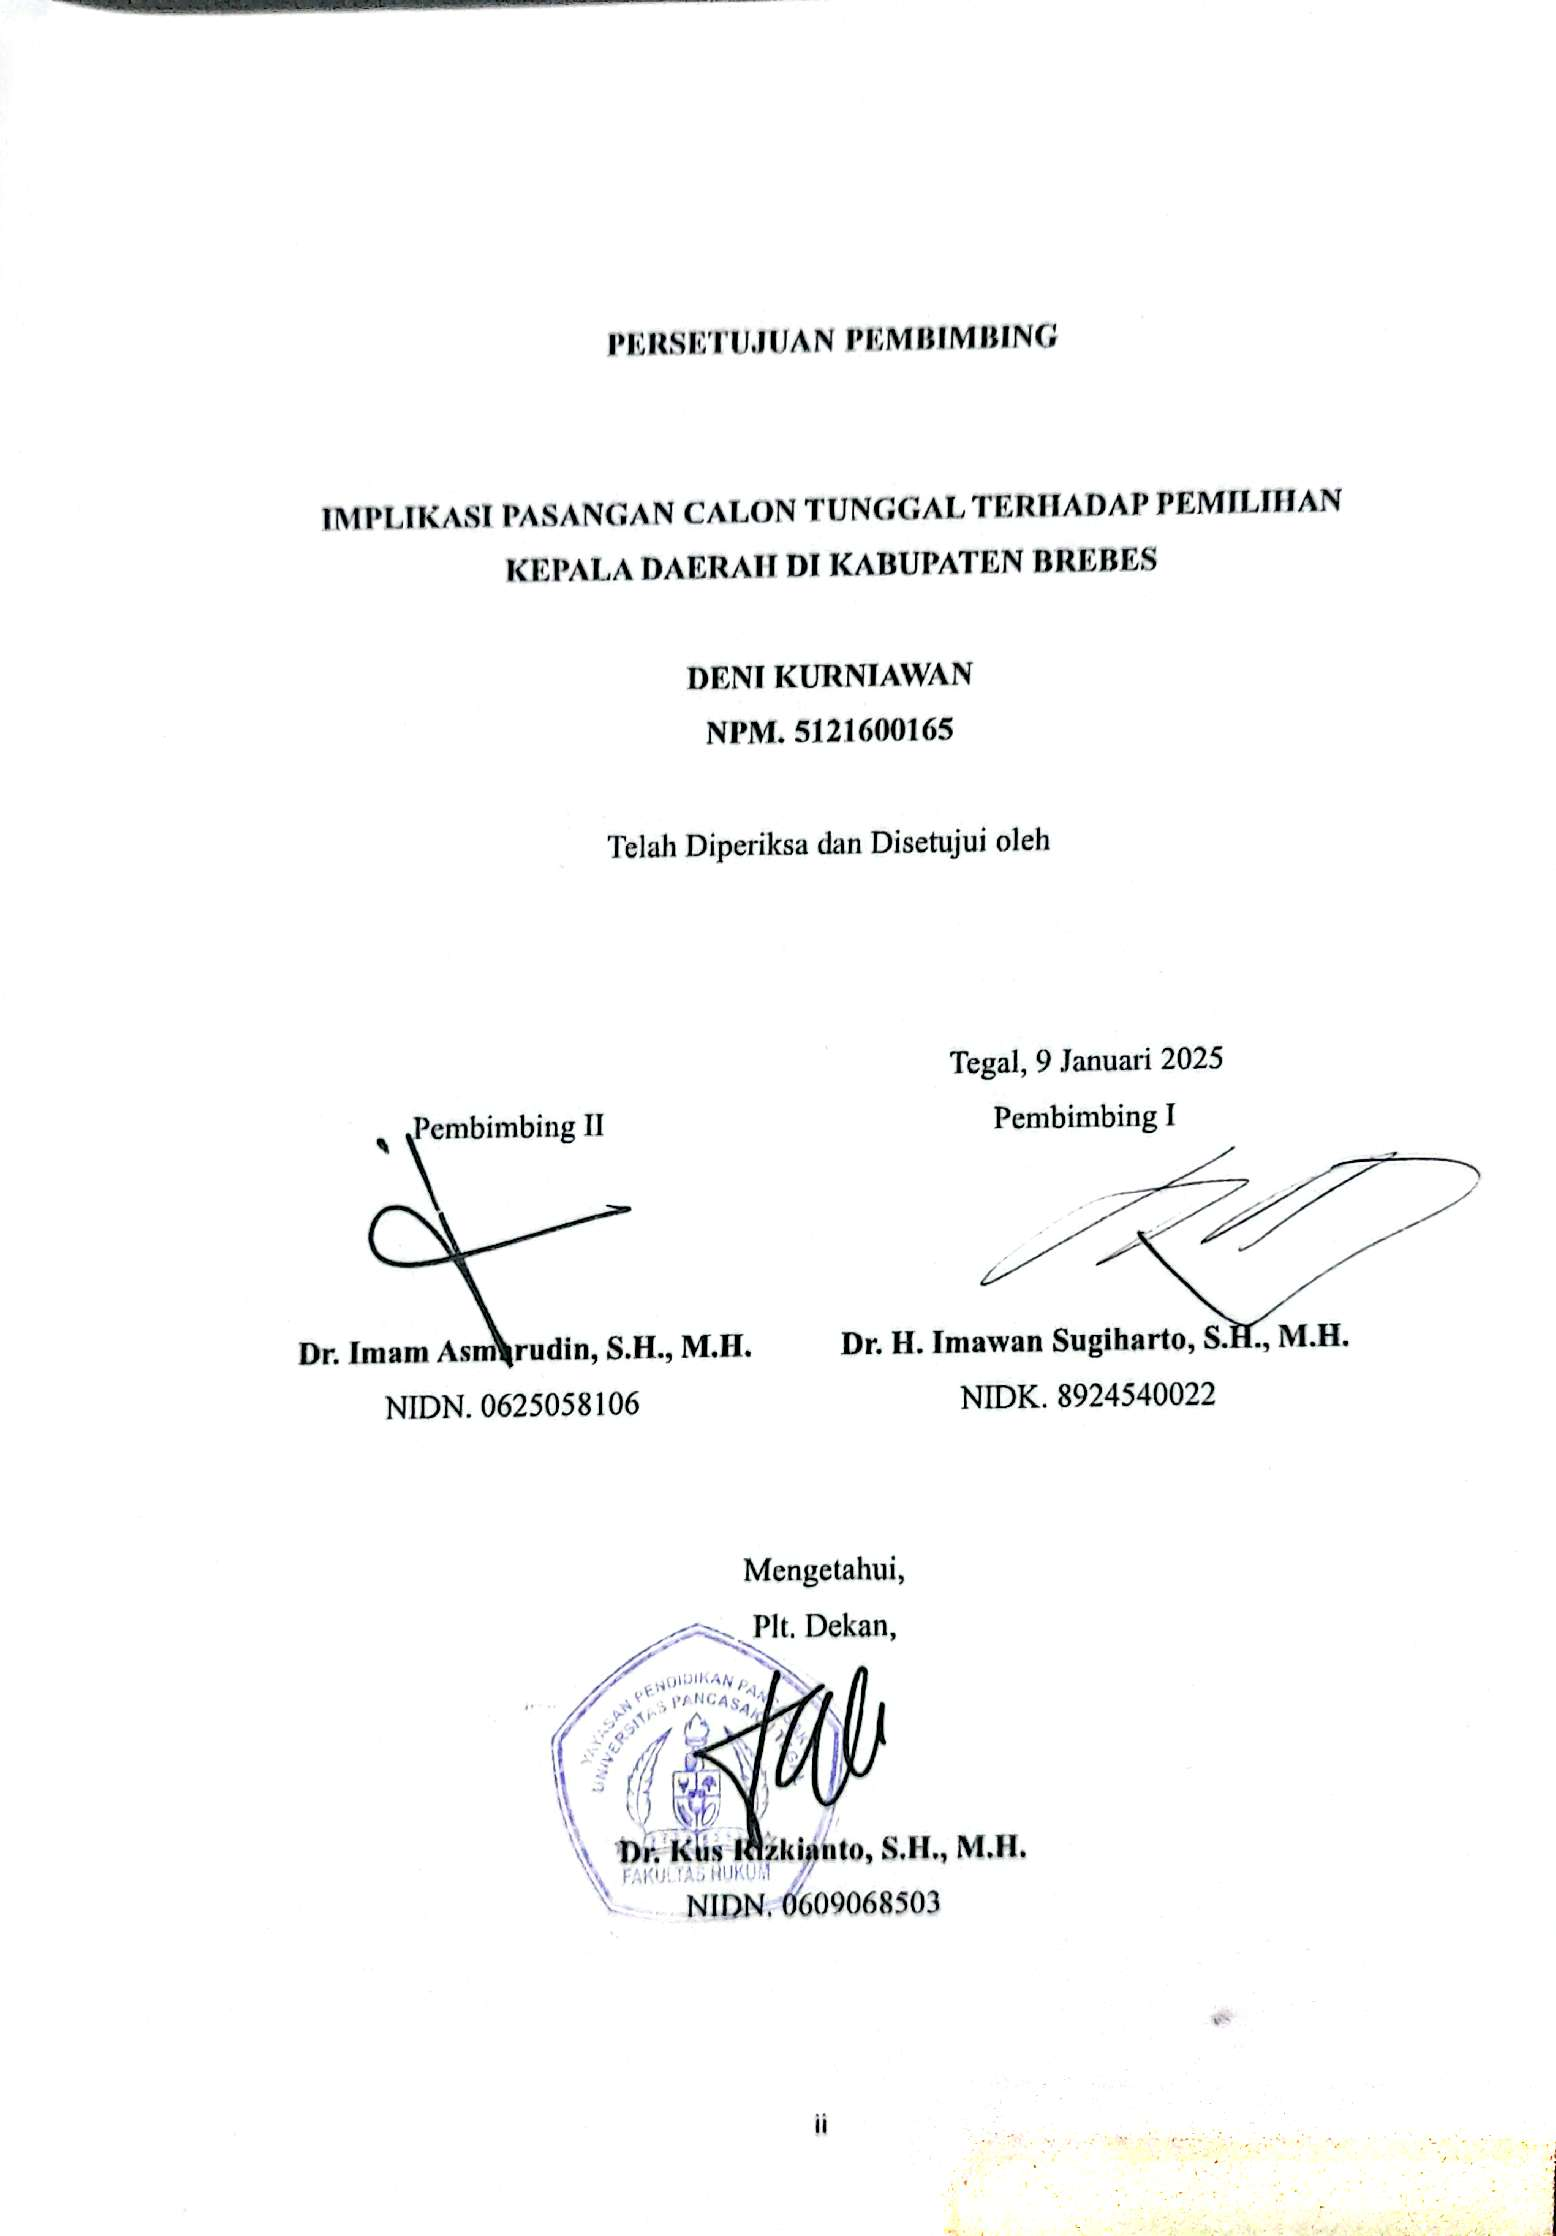 PERSETUJUAN PEMBIMBING
IMPLIKASI PASANGAN CALON TUNGGAL TERHADAP PEMILIHAN
KEPALA DAERAH DI KABUPATEN BREBES
DENI KURNIAWAN
NPM. 5121600165
Telah Diperiksa dan Disetujui oleh
Tegal, 9 Januari 2025
Pembimbing II
Pembimbing I
Dr. Imam Asmarudin, S.H., M.H.
Dr. H. Imawan Sugiharto, S.H., M.H.
NIDN. 0625058106
NIDK. 8924540022
Mengetahui,
Plt. Dekan,
YAYASAN PENDIDIKAN
UNIVERSITAS PANCASAKTI TEGAL
Dr. Kus Rizkianto, S.H., M.H.
FAKULTAS HUKUM
NIDN. 0609068503
ii